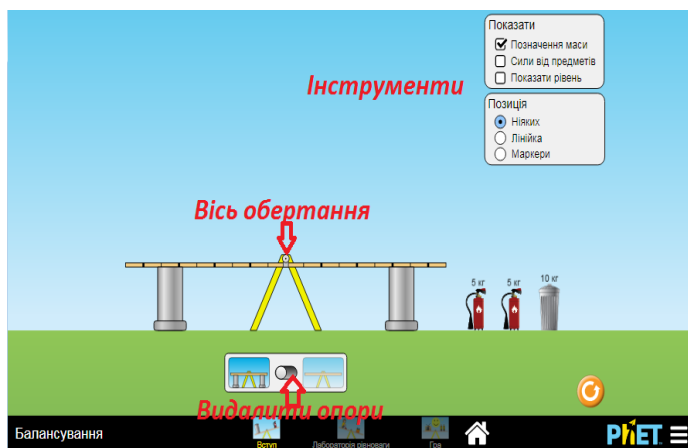 Показати
Позначення маси
Сили від предметів
Показати рівень
Інструменти
Позиція
Ніяких
Лінійка
Маркери
Вісь обертання
5 кг
5 кг
10 кг
Видалити опори
Балансування
Вступ
Лабораторія рівноваги
Гра
PhET